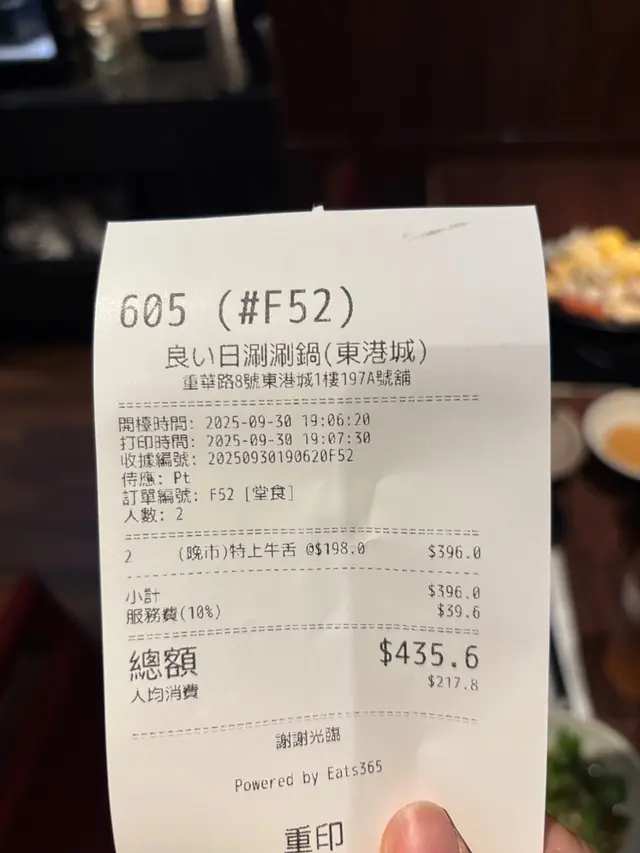 605 (#F52)
良い日涮涮鍋(東港城)
重華路8號東港城1樓197A號舖
開檯時間: 2025-09-30 19:06:20
打印時間: 2025-09-30 19:07:30
收據編號: 20250930190620F52
侍應: Pt
訂單編號: F52 [堂食]
人數: 2
2 (晚市)特上牛舌 @$198.0 $396.0
小計 $396.0
服務費(10%) $39.6
總額 $435.6
人均消費 $217.8
謝謝光臨
Powered by Eats365
重印